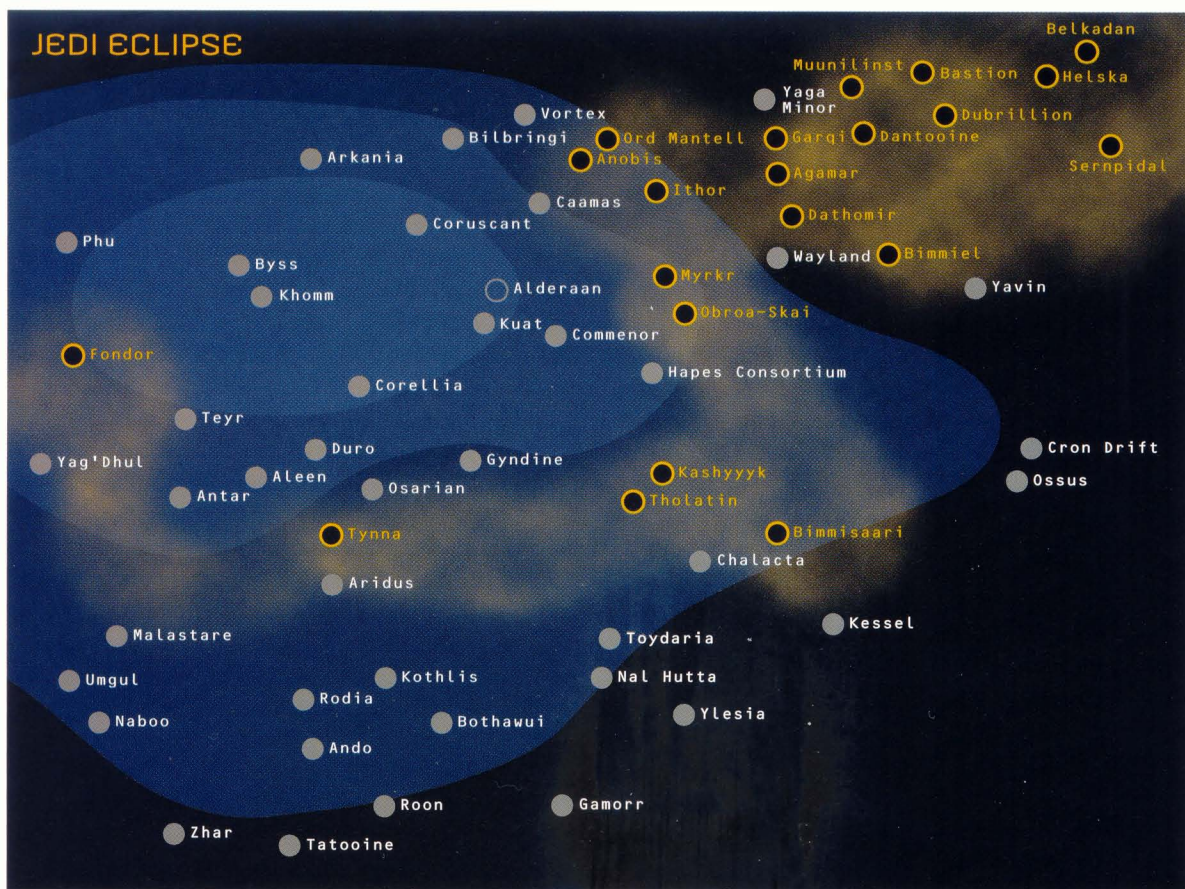 JEDI ECLIPSE
Belkadan
Muunilinst
Bastion
Helska
Yaga
Minor
Vortex
Dubrillion
Bilbringi
Ord Mantell
Garqi
Dantooine
Arkania
Anobis
Sernpidal
Agamar
Ithor
Caamas
Dathomir
Coruscant
Phu
Wayland
Bimmiel
Byss
Myrkr
Yavin
Alderaan
Khomm
Obroa-Skai
Kuat
Commenor
Fondor
Hapes Consortium
Corellia
Teyr
Duro
Cron Drift
Yag'Dhul
Gyndine
Kashyyyk
Aleen
Ossus
Osarian
Antar
Tholatin
Tynna
Bimmisaari
Chalacta
Aridus
Kessel
Malastare
Toydaria
Umgul
Kothlis
Nal Hutta
Rodia
Ylesia
Naboo
Bothawui
Ando
Roon
Gamorr
Zhar
Tatooine